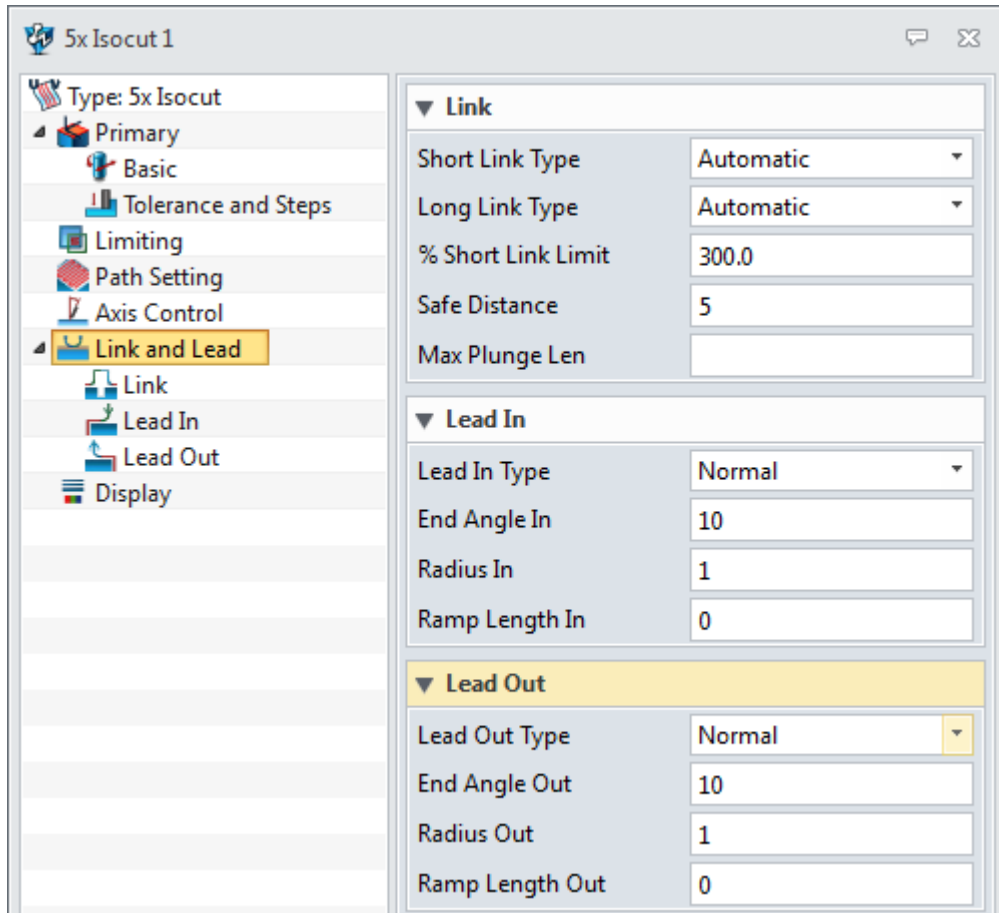 5x Isocut 1
Type: 5x Isocut
Primary
Basic
Tolerance and Steps
Limiting
Path Setting
Axis Control
Link and Lead
Link
Lead In
Lead Out
Display
Link
Short Link Type Automatic
Long Link Type Automatic
% Short Link Limit 300.0
Safe Distance 5
Max Plunge Len
Lead In
Lead In Type Normal
End Angle In 10
Radius In 1
Ramp Length In 0
Lead Out
Lead Out Type Normal
End Angle Out 10
Radius Out 1
Ramp Length Out 0